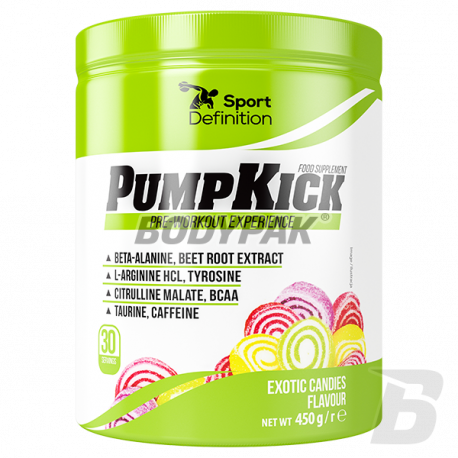 Sport
Definition
FOOD SUPPLEMENT
PUMPKICK
PRE-WORKOUT EXPERIENCE
BODYPAK®
BETA-ALANINE, BEET ROOT EXTRACT
L-ARGININE HCL, TYROSINE
CITRULLINE MALATE, BCAA
TAURINE, CAFFEINE
30
SERVINGS
EXOTIC CANDIES
FLAVOUR
NET WT 450 g / r e
B